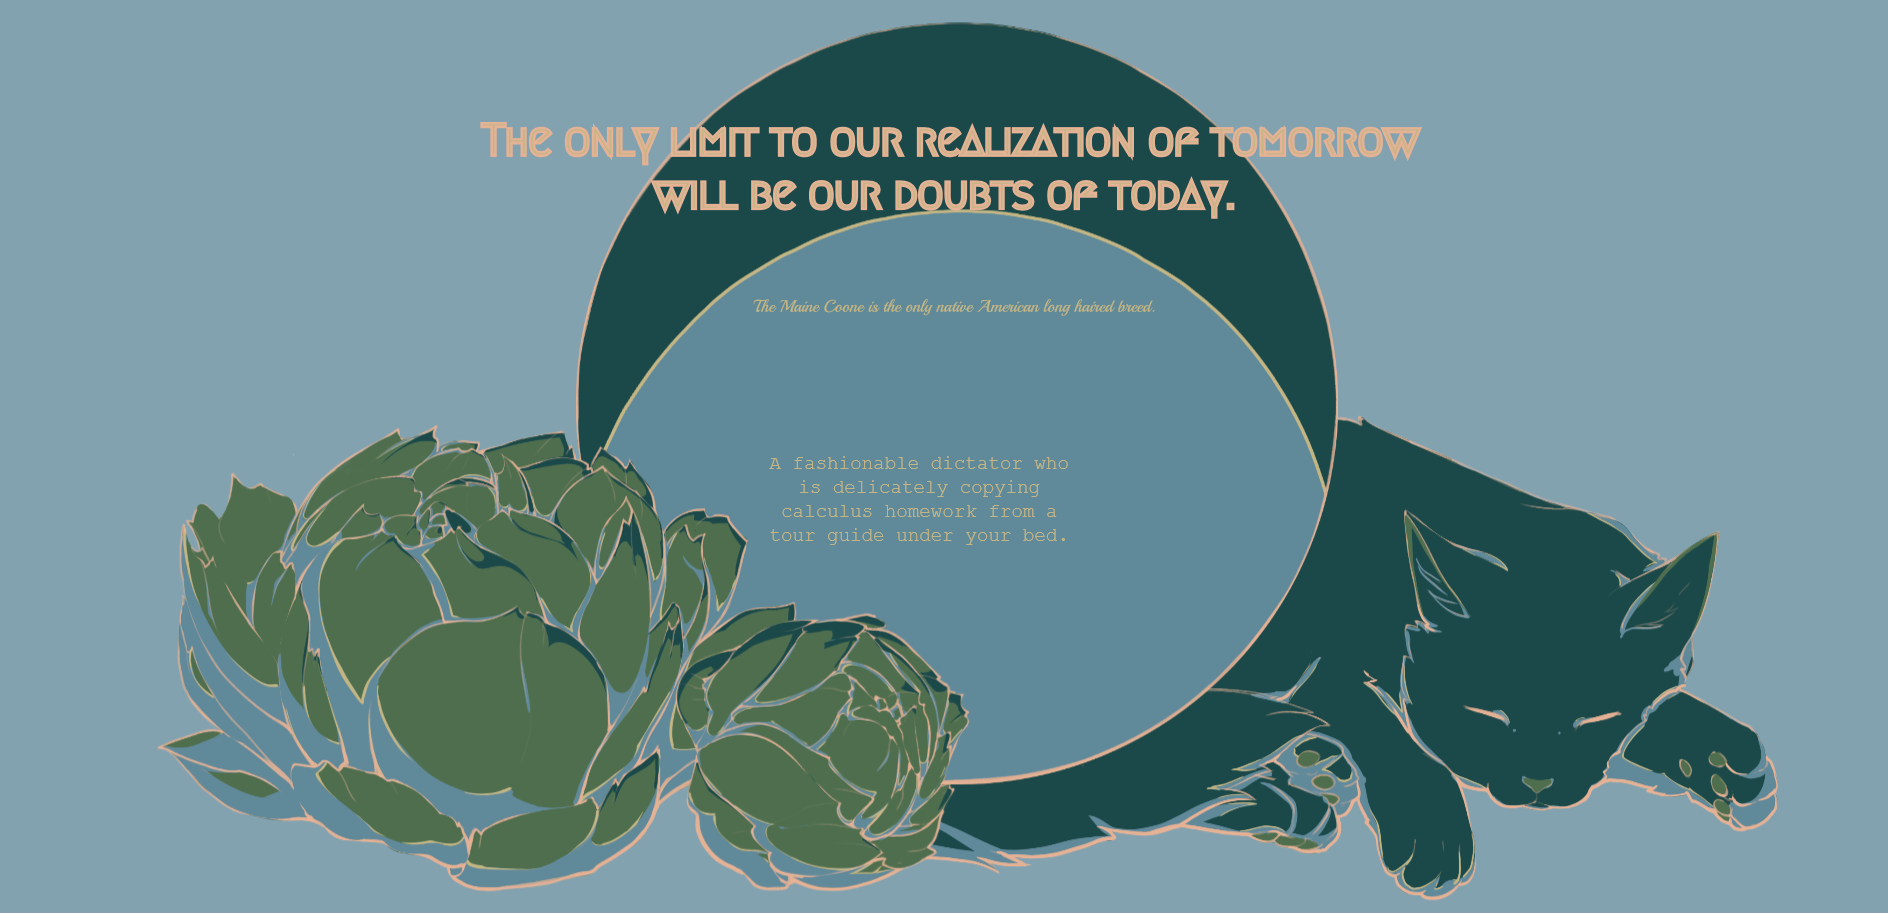 The only limit to our realization of tomorrow
will be our doubts of today.
The Maine Coone is the only native American long haired breed.
A fashionable dictator who
is delicately copying
calculus homework from a
tour guide under your bed.